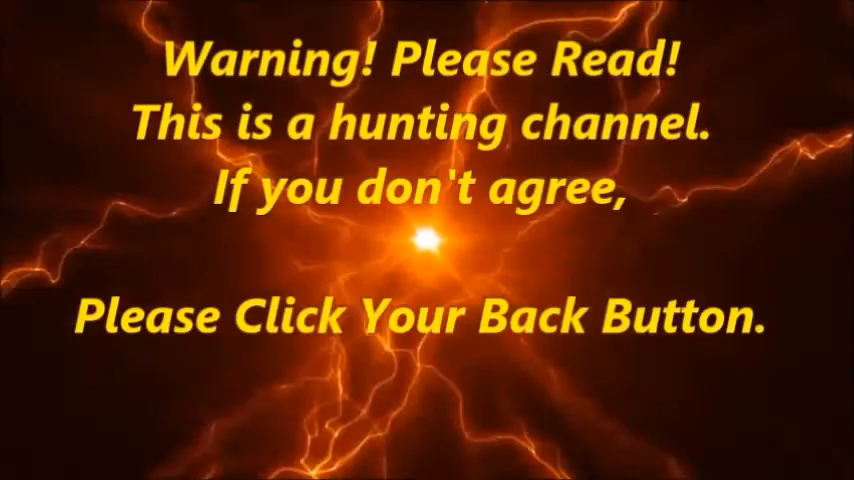 Warning! Please Read!
This is a hunting channel.
If you don't agree,
Please Click Your Back Button.